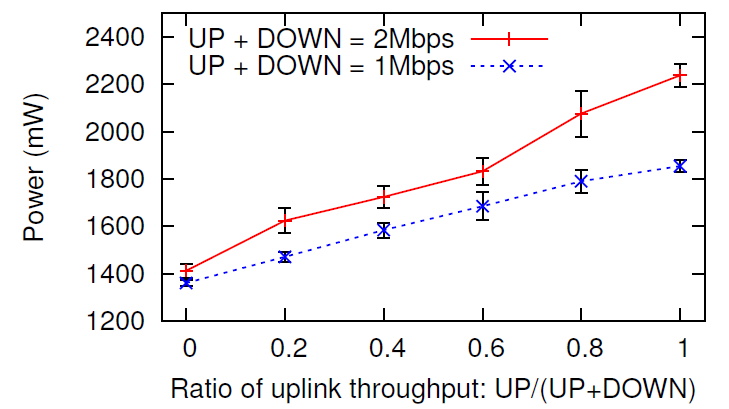 2400
2200
2000
1800
1600
1400
1200
Power (mW)
UP + DOWN = 2Mbps
UP + DOWN = 1Mbps
0 0.2 0.4 0.6 0.8 1
Ratio of uplink throughput: UP/(UP+DOWN)